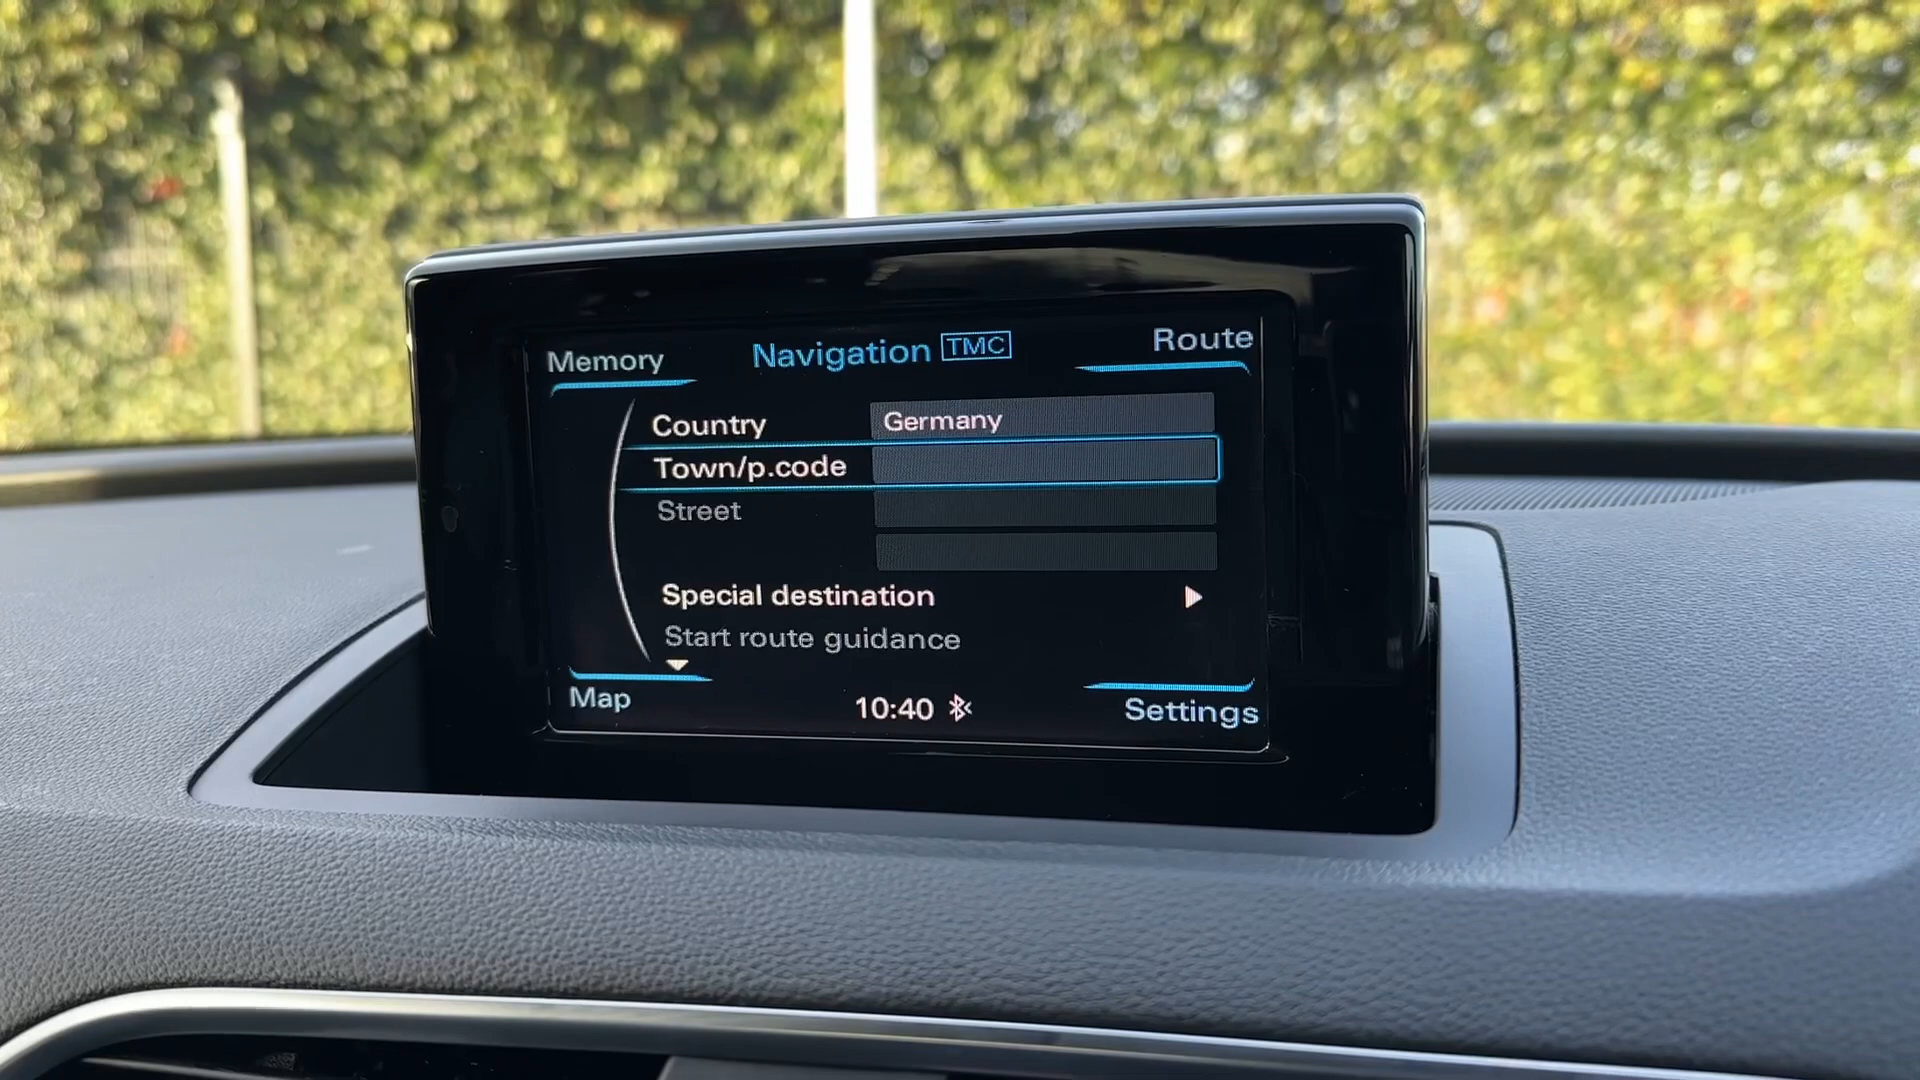 Memory
Navigation TMC
Route
Country Germany
Town/p.code
Street
Special destination
Start route guidance
Map
10:40
Settings